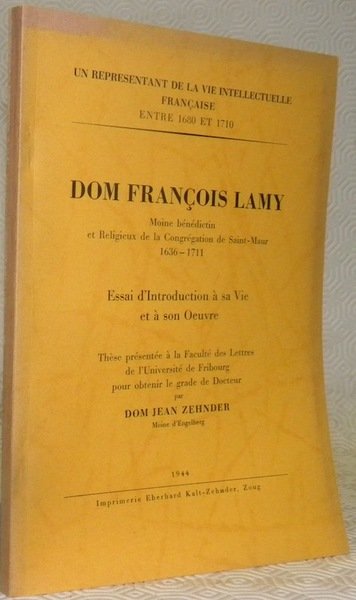 UN REPRESENTANT DE LA VIE INTELLECTUELLE
FRANÇAISE
ENTRE 1680 ET 1710
DOM FRANÇOIS LAMY
Moine bénédictin
et Religieux de la Congrégation de Saint-Maur
1636–1711
Essai d'Introduction à sa Vie
et à son Oeuvre
Thèse présentée à la Faculté des Lettres
de l'Université de Fribourg
pour obtenir le grade de Docteur
par
DOM JEAN ZEHNDER
Moine d'Engelberg
1944
Imprimerie Eberhard Kalt-Zehnder, Zoug